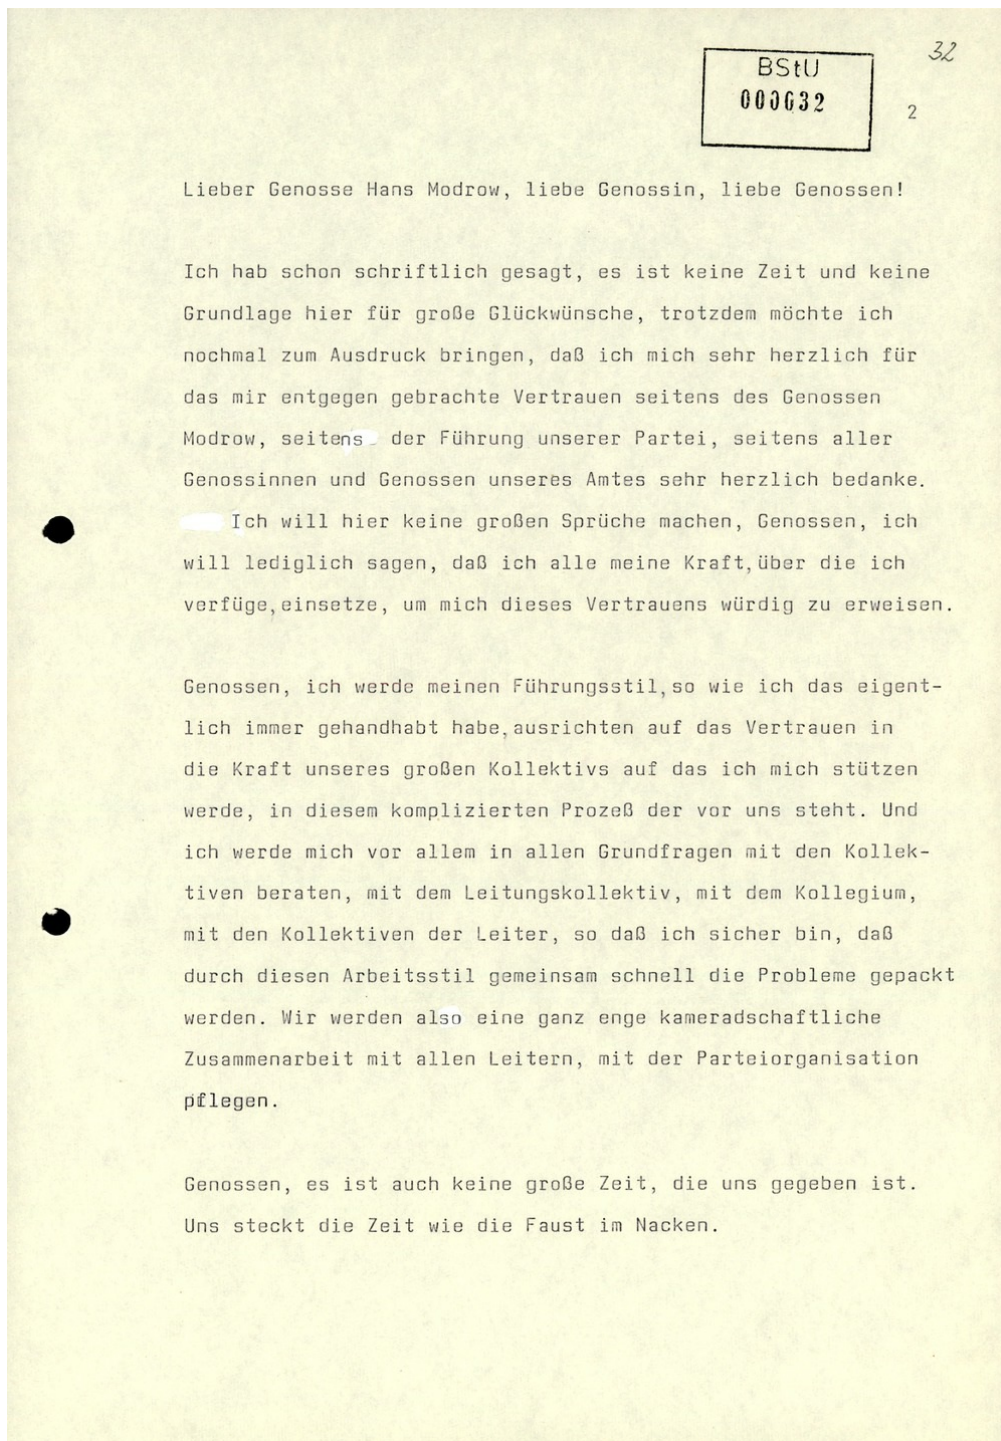 32
BStU
000032
2
Lieber Genosse Hans Modrow, liebe Genossin, liebe Genossen!
Ich hab schon schriftlich gesagt, es ist keine Zeit und keine
Grundlage hier für große Glückwünsche, trotzdem möchte ich
nochmal zum Ausdruck bringen, daß ich mich sehr herzlich für
das mir entgegen gebrachte Vertrauen seitens des Genossen
Modrow, seitens der Führung unserer Partei, seitens aller
Genossinnen und Genossen unseres Amtes sehr herzlich bedanke.
Ich will hier keine großen Sprüche machen, Genossen, ich
will lediglich sagen, daß ich alle meine Kraft, über die ich
verfüge, einsetze, um mich dieses Vertrauens würdig zu erweisen.
Genossen, ich werde meinen Führungsstil, so wie ich das eigent-
lich immer gehandhabt habe, ausrichten auf das Vertrauen in
die Kraft unseres großen Kollektivs auf das ich mich stützen
werde, in diesem komplizierten Prozeß der vor uns steht. Und
ich werde mich vor allem in allen Grundfragen mit den Kollek-
tiven beraten, mit dem Leitungskollektiv, mit dem Kollegium,
mit den Kollektiven der Leiter, so daß ich sicher bin, daß
durch diesen Arbeitsstil gemeinsam schnell die Probleme gepackt
werden. Wir werden also eine ganz enge kameradschaftliche
Zusammenarbeit mit allen Leitern, mit der Parteiorganisation
pflegen.
Genossen, es ist auch keine große Zeit, die uns gegeben ist.
Uns steckt die Zeit wie die Faust im Nacken.